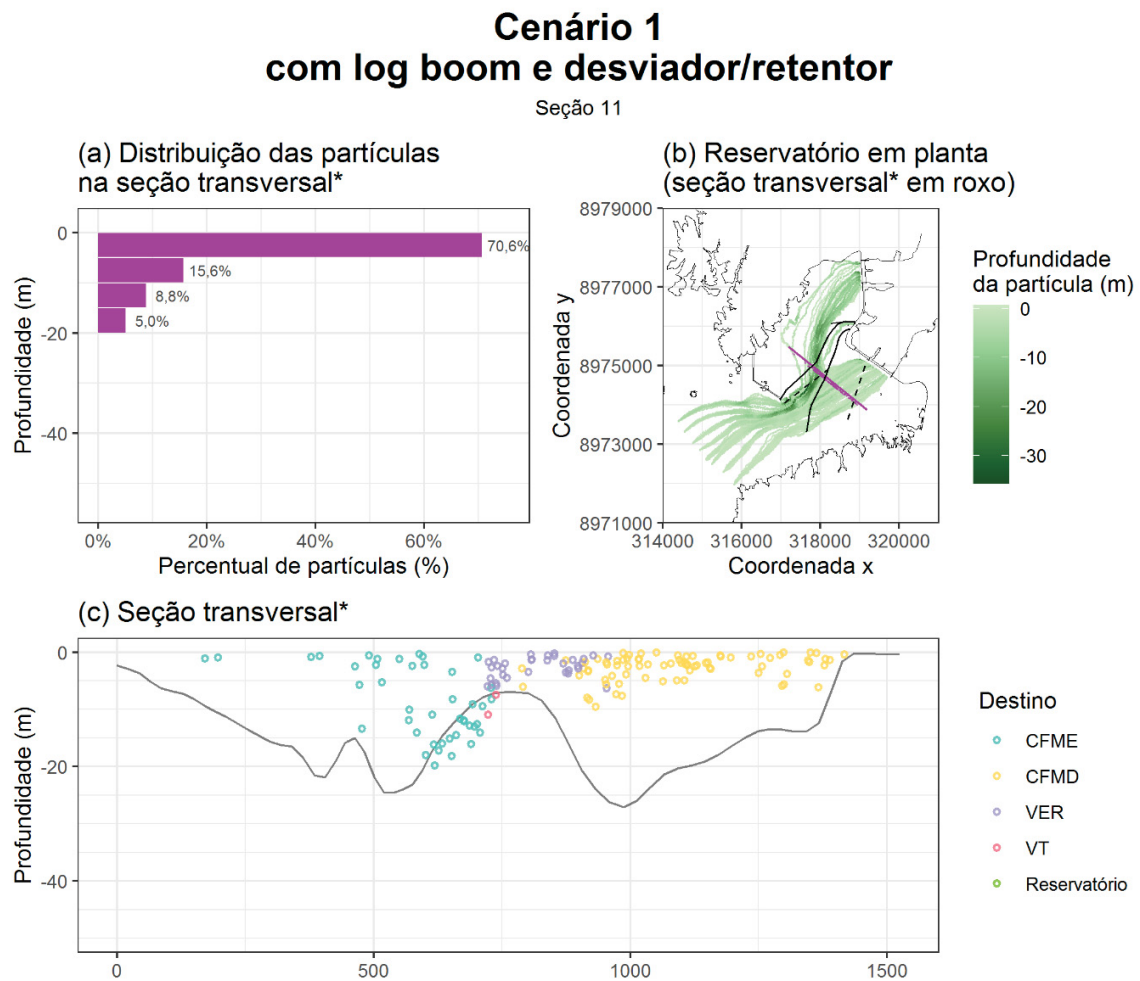 Cenário 1
com log boom e desviador/retentor
Seção 11
(a) Distribuição das partículas
na seção transversal*
0
-20
-40
Profundidade (m)
70,6%
15,6%
8,8%
5,0%
0%
20%
40%
60%
Percentual de partículas (%)
(b) Reservatório em planta
(seção transversal* em roxo)
8979000
8977000
8975000
8973000
8971000
Coordenada y
314000
316000
318000
320000
Coordenada x
Profundidade
da partícula (m)
0
-10
-20
-30
(c) Seção transversal*
0
-20
-40
Profundidade (m)
0
500
1000
1500
Destino
CFME
CFMD
VER
VT
Reservatório